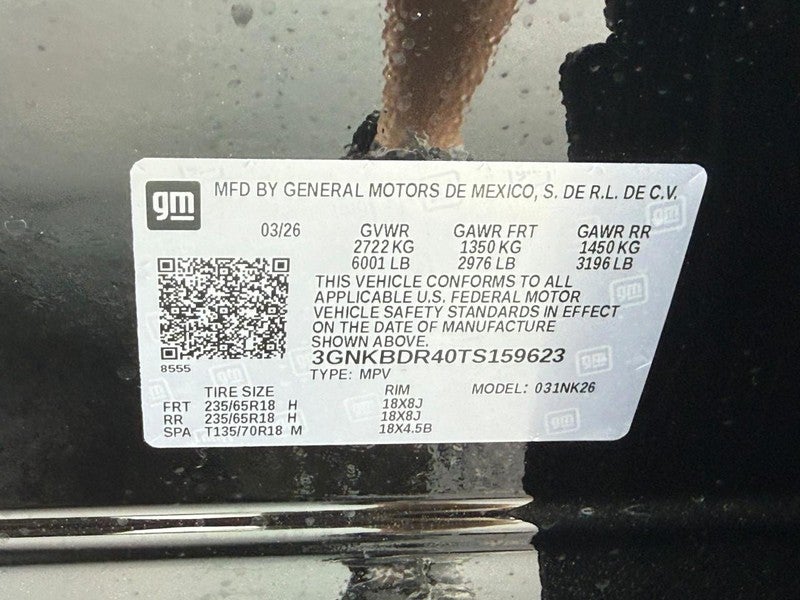 gm MFD BY GENERAL MOTORS DE MEXICO, S. DE R.L. DE C.V.
03/26 GVWR GAWR FRT GAWR RR
2722 KG 1350 KG 1450 KG
6001 LB 2976 LB 3196 LB
THIS VEHICLE CONFORMS TO ALL
APPLICABLE U.S. FEDERAL MOTOR
VEHICLE SAFETY STANDARDS IN EFFECT
ON THE DATE OF MANUFACTURE
SHOWN ABOVE.
3GNKBDR40TS159623
8555
TYPE: MPV
TIRE SIZE RIM MODEL: 031NK26
FRT 235/65R18 H 18X8J
RR 235/65R18 H 18X8J
SPA T135/70R18 M 18X4.5B